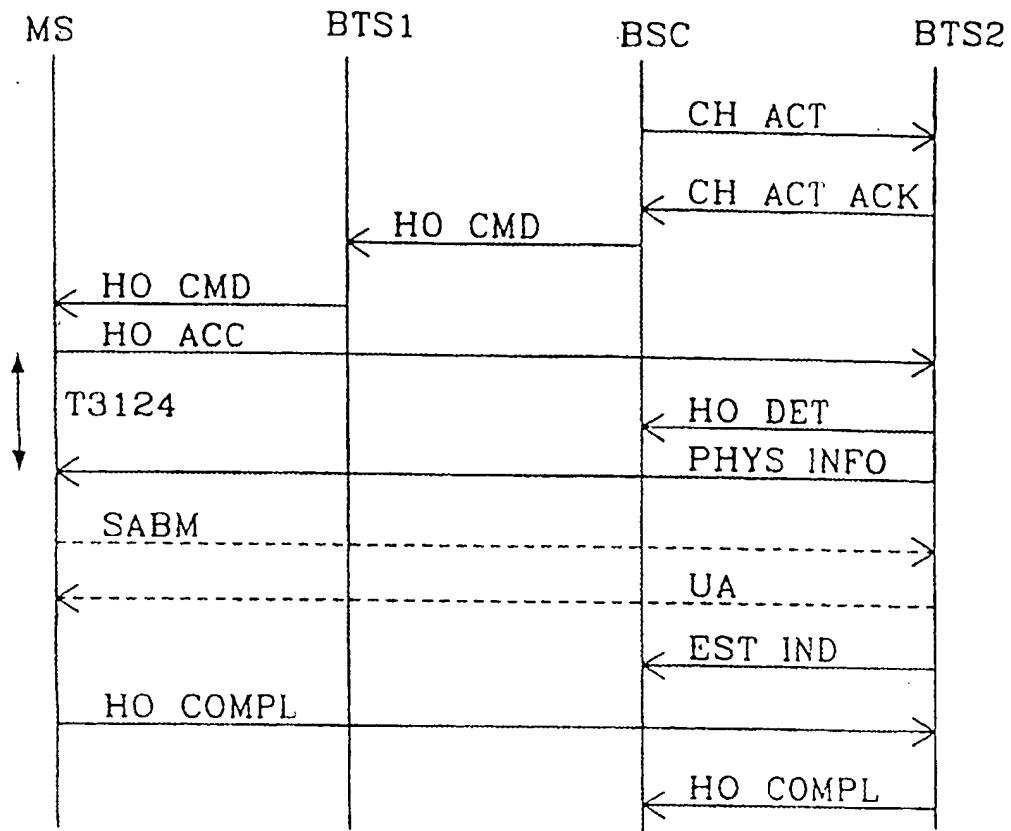 MS
BTS1
BSC
BTS2
CH ACT
CH ACT ACK
HO CMD
HO CMD
HO ACC
T3124
HO DET
PHYS INFO
SABM
UA
EST IND
HO COMPL
HO COMPL